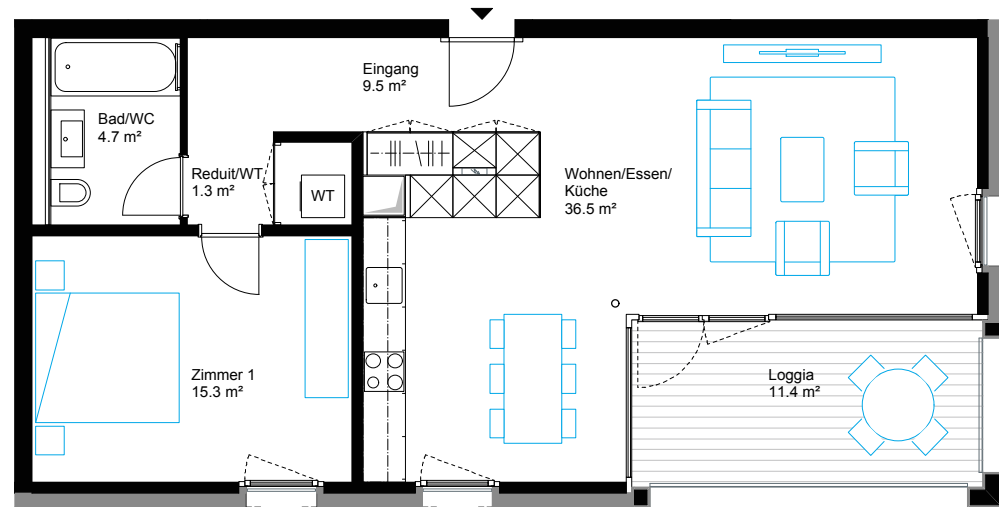 Eingang
9.5 m²
Bad/WC
4.7 m²
Reduit/WT
1.3 m²
WT
Wohnen/Essen/
Küche
36.5 m²
Zimmer 1
15.3 m²
Loggia
11.4 m²